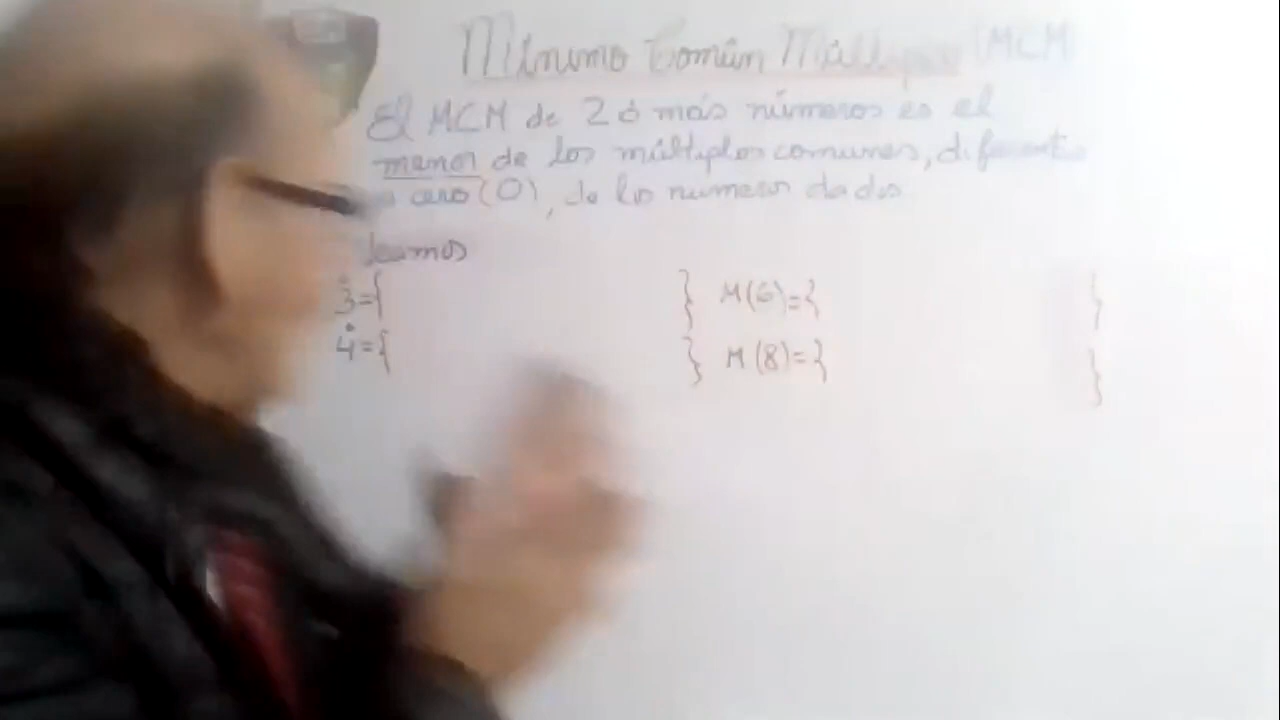 Mínimo Común Múltiplo (MCM
El MCM de 2 ó más números es el
menor de los múltiplos comunes, diferente
cero (0), de los numeros dados
3̊={ } M(6)={ }
4̊={ } M(8)={ }